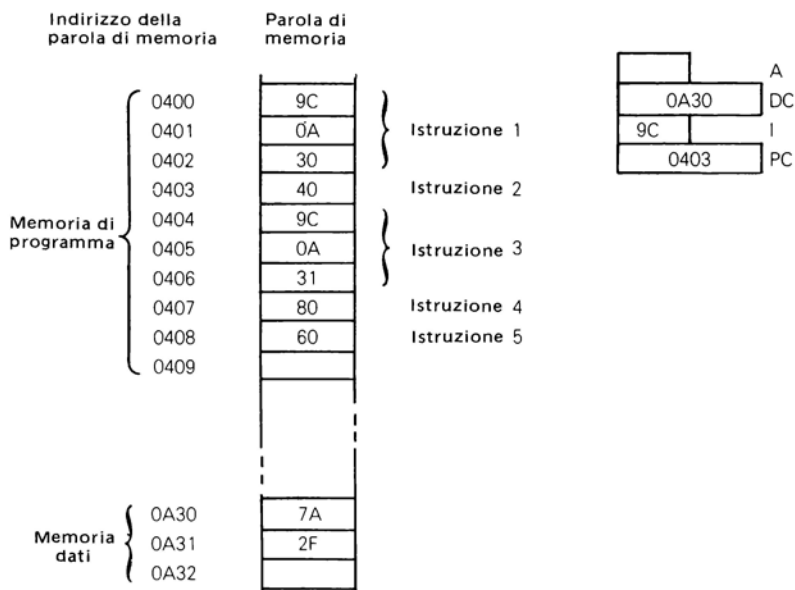 Indirizzo della
parola di memoria
Parola di
memoria
0400 9C
0401 0A Istruzione 1
0402 30
0403 40 Istruzione 2
0404 9C
0405 0A Istruzione 3
0406 31
0407 80 Istruzione 4
0408 60 Istruzione 5
0409
Memoria di
programma
0A30 7A
0A31 2F
0A32
Memoria
dati
A
0A30 DC
9C I
0403 PC